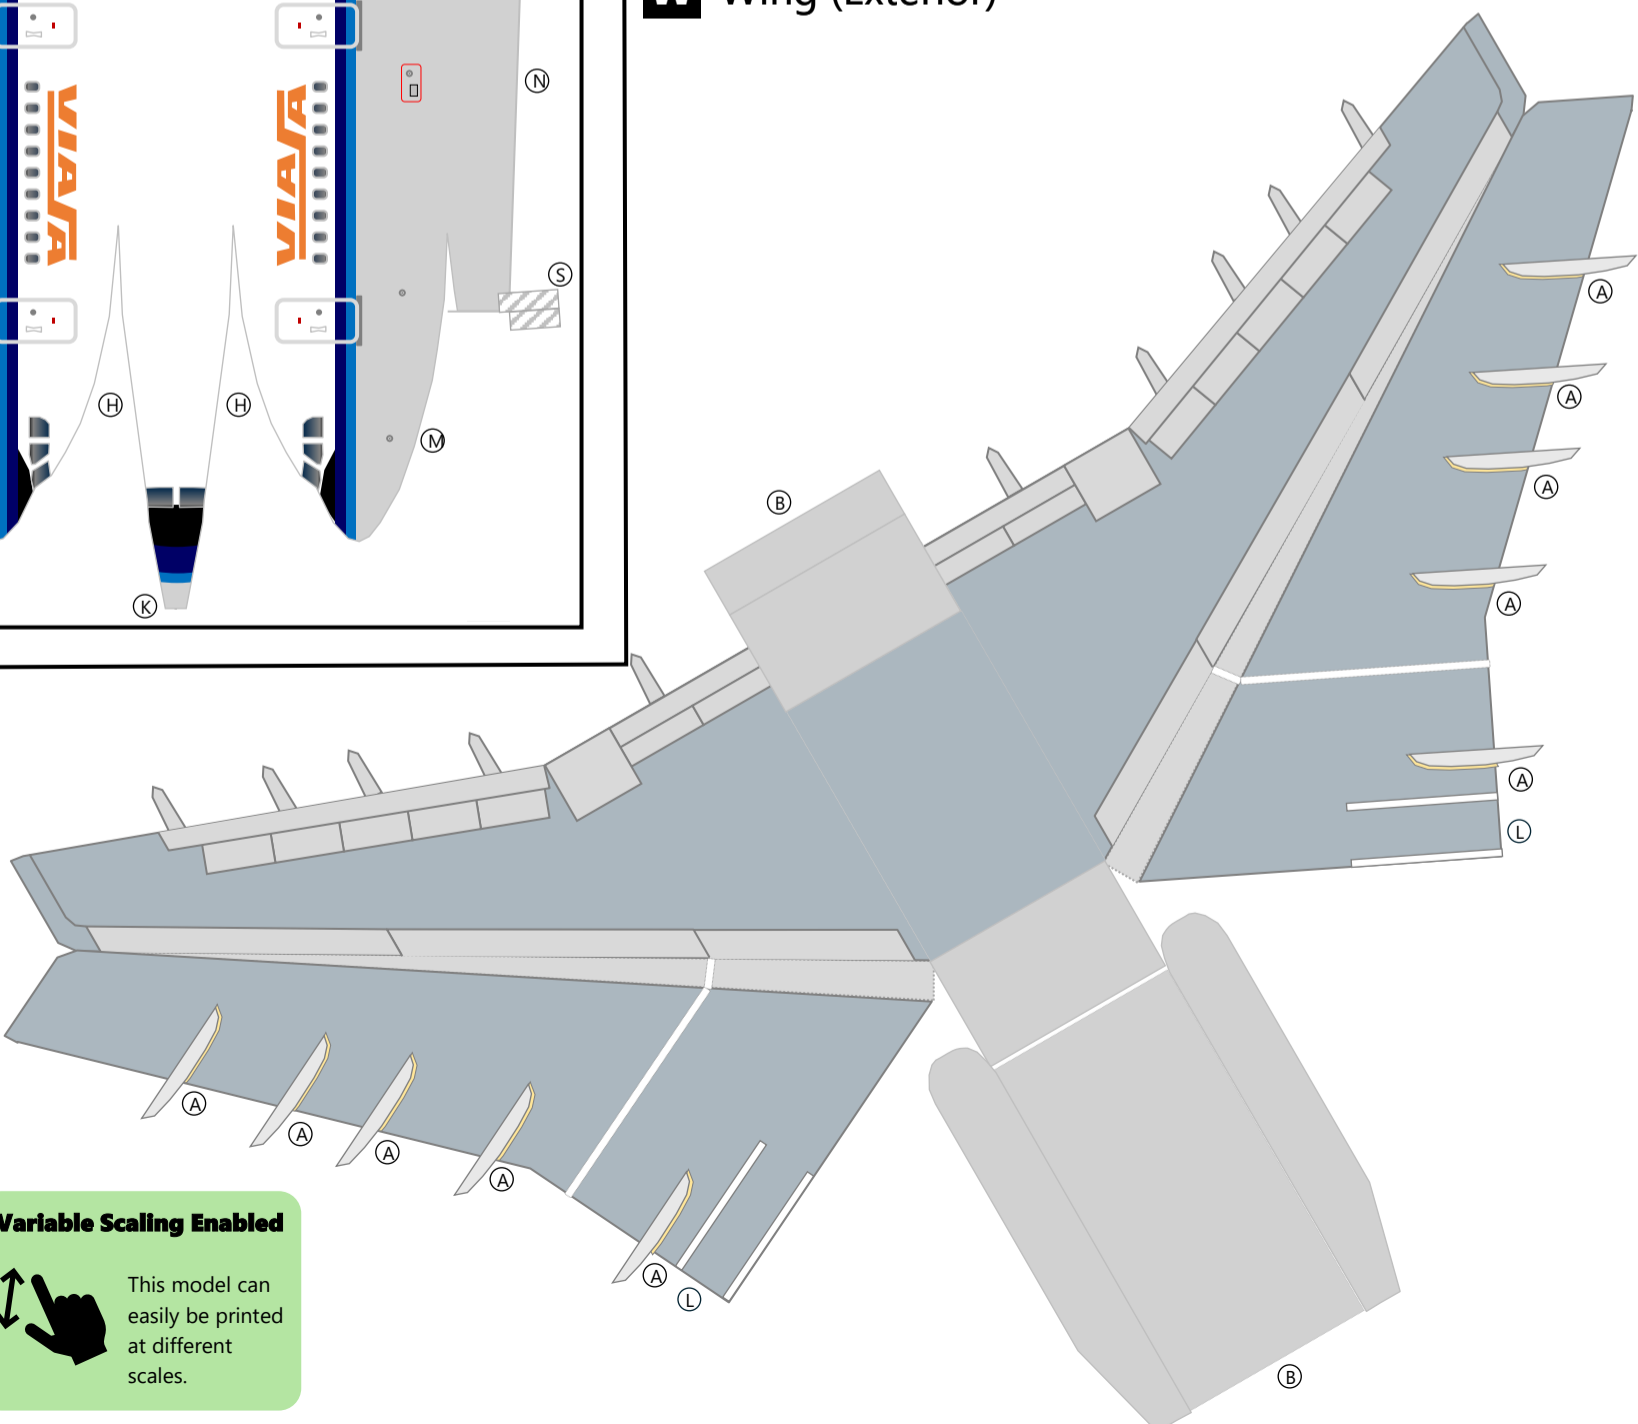 W Wing (Exterior)
N
VIASA
VIASA
S
H
H
M
B
K
A
A
A
A
A
L
A
A
A
A
A
L
B
Variable Scaling Enabled
This model can
easily be printed
at different
scales.